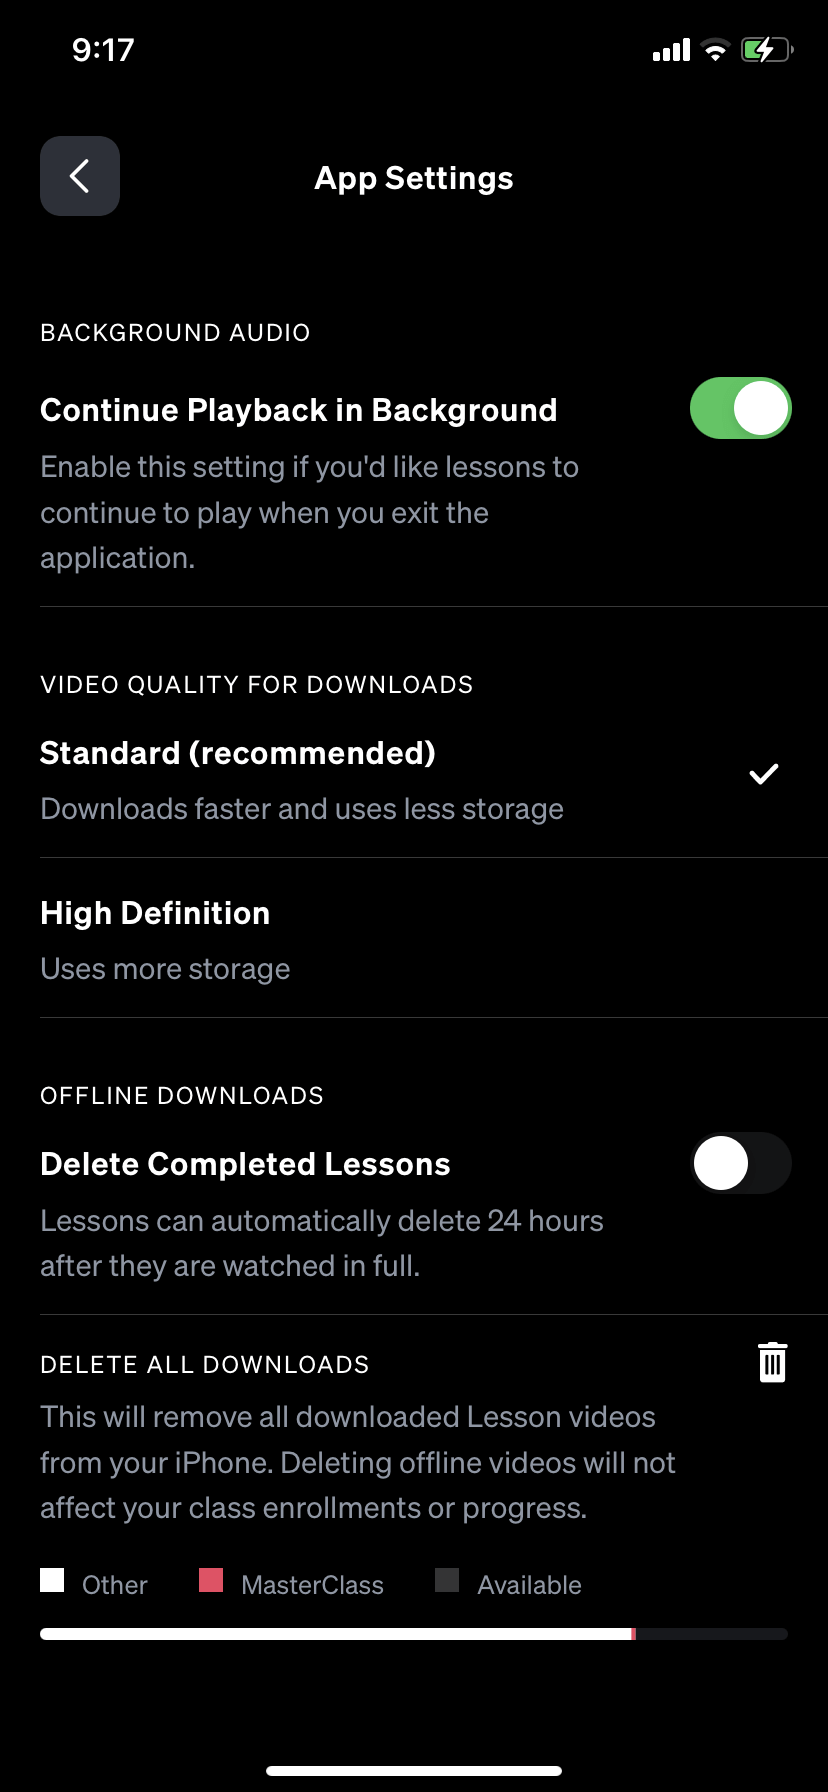 9:17
App Settings
BACKGROUND AUDIO
Continue Playback in Background
Enable this setting if you'd like lessons to
continue to play when you exit the
application.
VIDEO QUALITY FOR DOWNLOADS
Standard (recommended)
Downloads faster and uses less storage
High Definition
Uses more storage
OFFLINE DOWNLOADS
Delete Completed Lessons
Lessons can automatically delete 24 hours
after they are watched in full.
DELETE ALL DOWNLOADS
This will remove all downloaded Lesson videos
from your iPhone. Deleting offline videos will not
affect your class enrollments or progress.
Other MasterClass Available